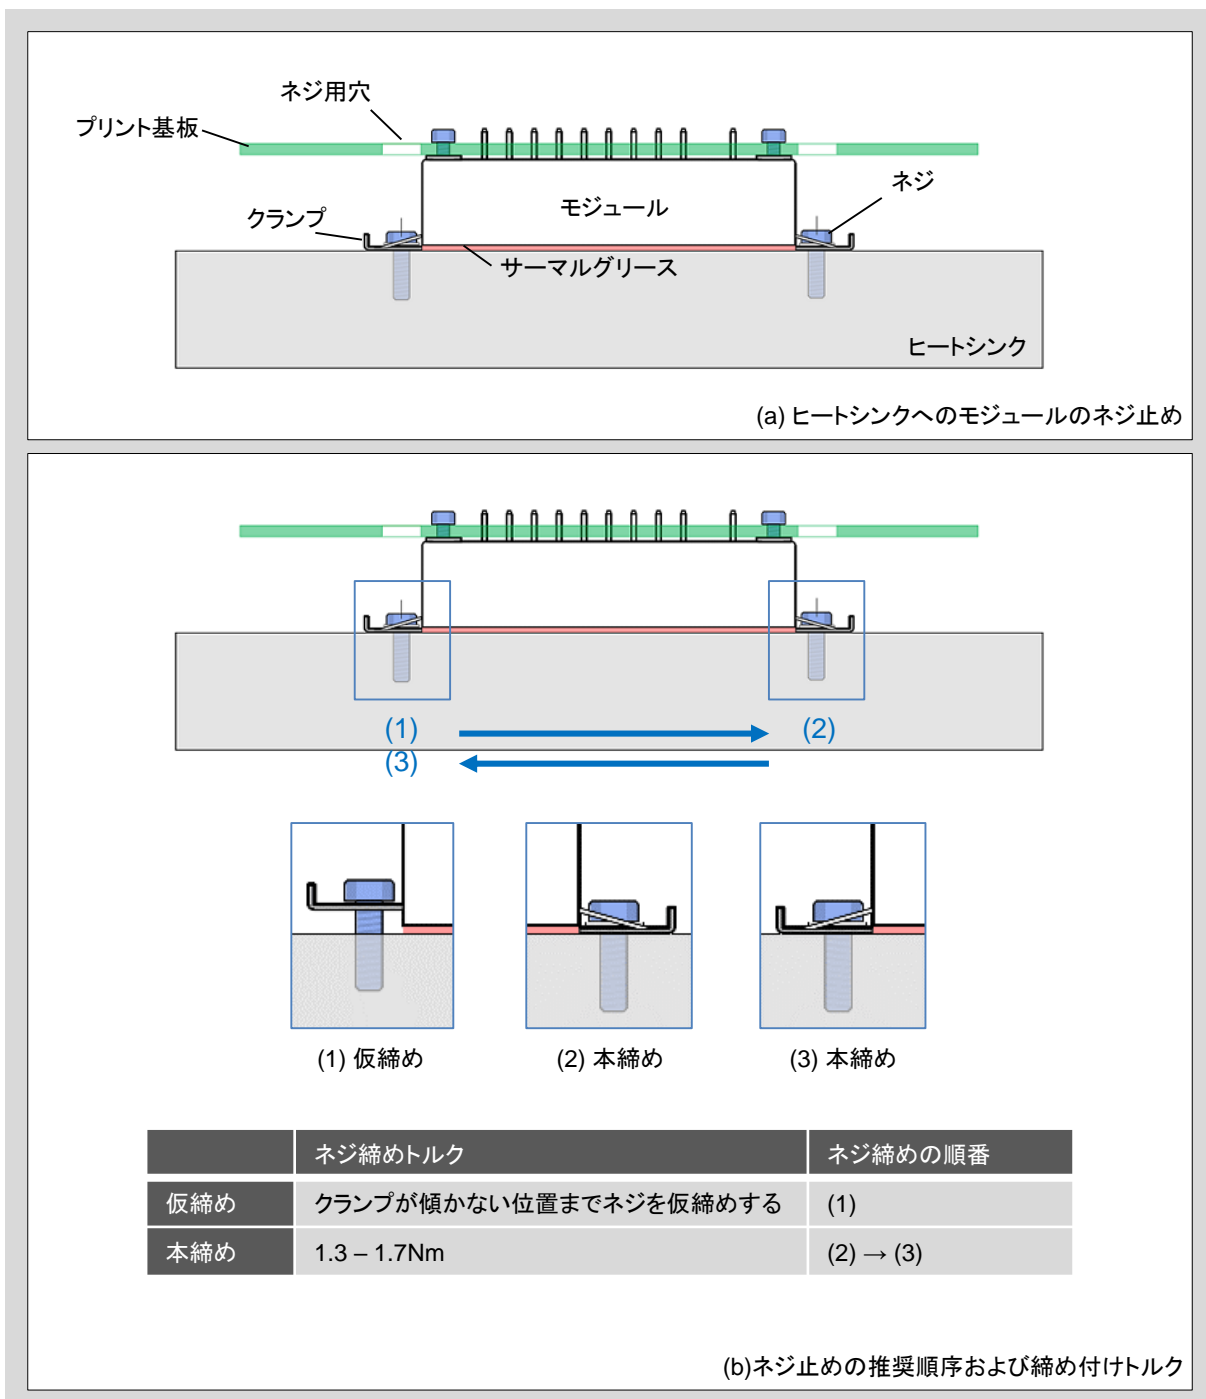 ネジ用穴
プリント基板
ネジ
クランプ
モジュール
サーマルグリース
ヒートシンク
(a) ヒートシンクへのモジュールのネジ止め
(1)
(2)
(3)
(1) 仮締め
(2) 本締め
(3) 本締め
ネジ締めトルク ネジ締めの順番
仮締め クランプが傾かない位置までネジを仮締めする (1)
本締め 1.3 – 1.7Nm (2) → (3)
(b)ネジ止めの推奨順序および締め付けトルク